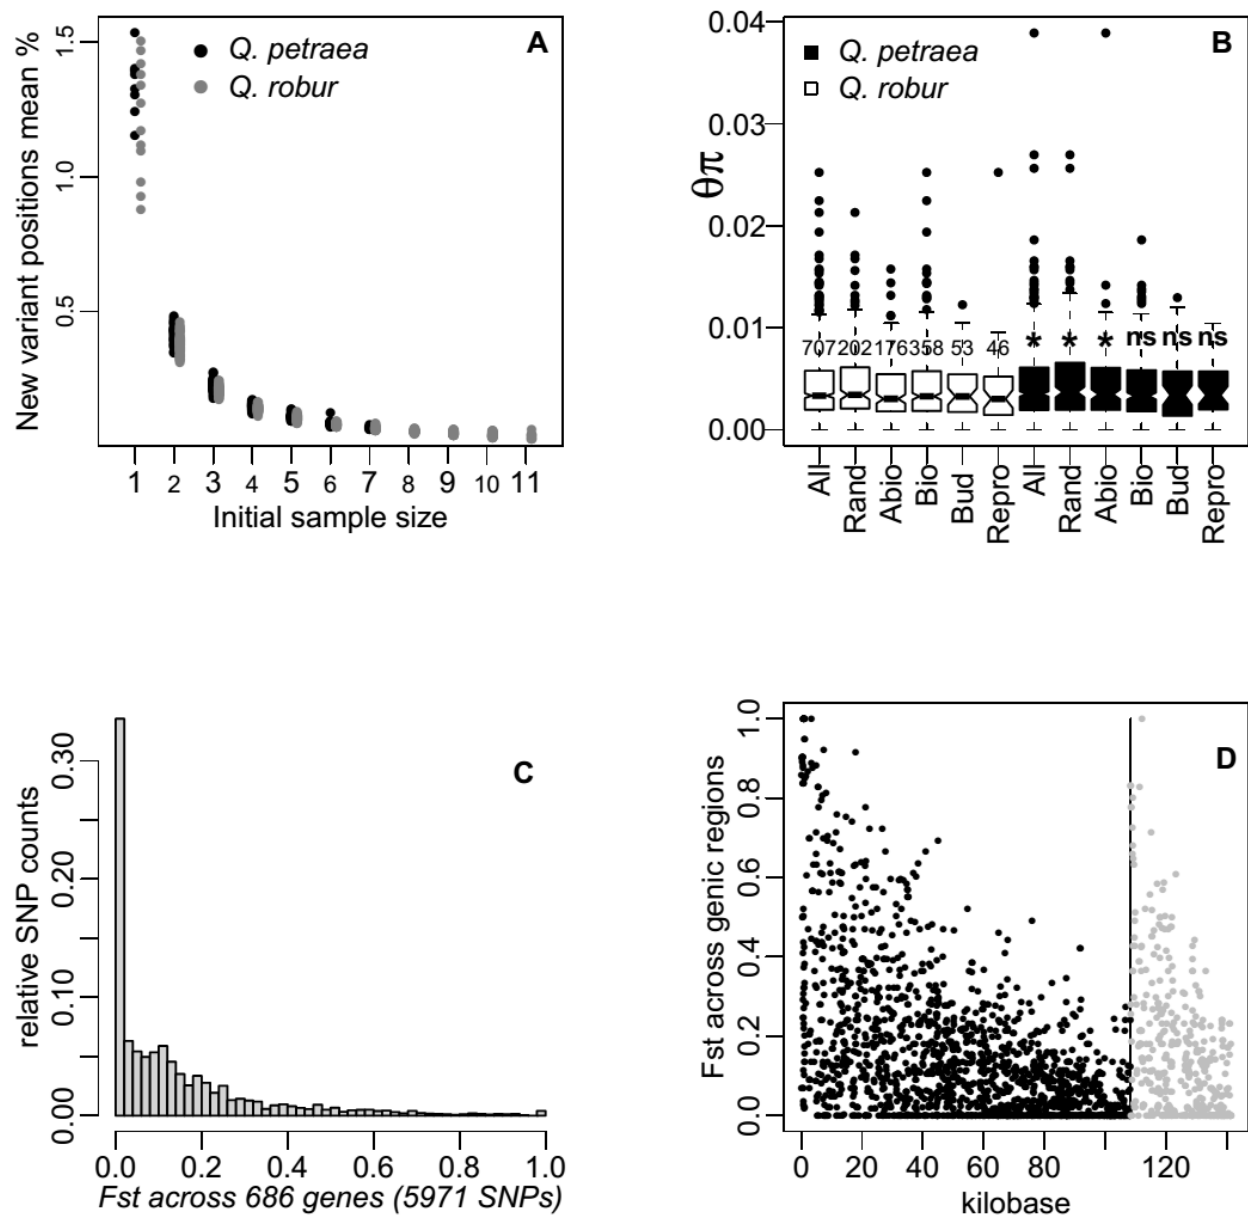 A
New variant positions mean %
1.5
1.0
0.5
Q. petraea
Q. robur
1 2 3 4 5 6 7 8 9 10 11
Initial sample size
B
θπ
0.04
0.03
0.02
0.01
0.00
Q. petraea
Q. robur
707 202 176 358 53 46 * * * ns ns ns
All Rand Abio Bio Bud Repro All Rand Abio Bio Bud Repro
C
relative SNP counts
0.30
0.20
0.10
0.00
0.0 0.2 0.4 0.6 0.8 1.0
Fst across 686 genes (5971 SNPs)
D
Fst across genic regions
1.0
0.8
0.6
0.4
0.2
0.0
0 20 40 60 80 120
kilobase